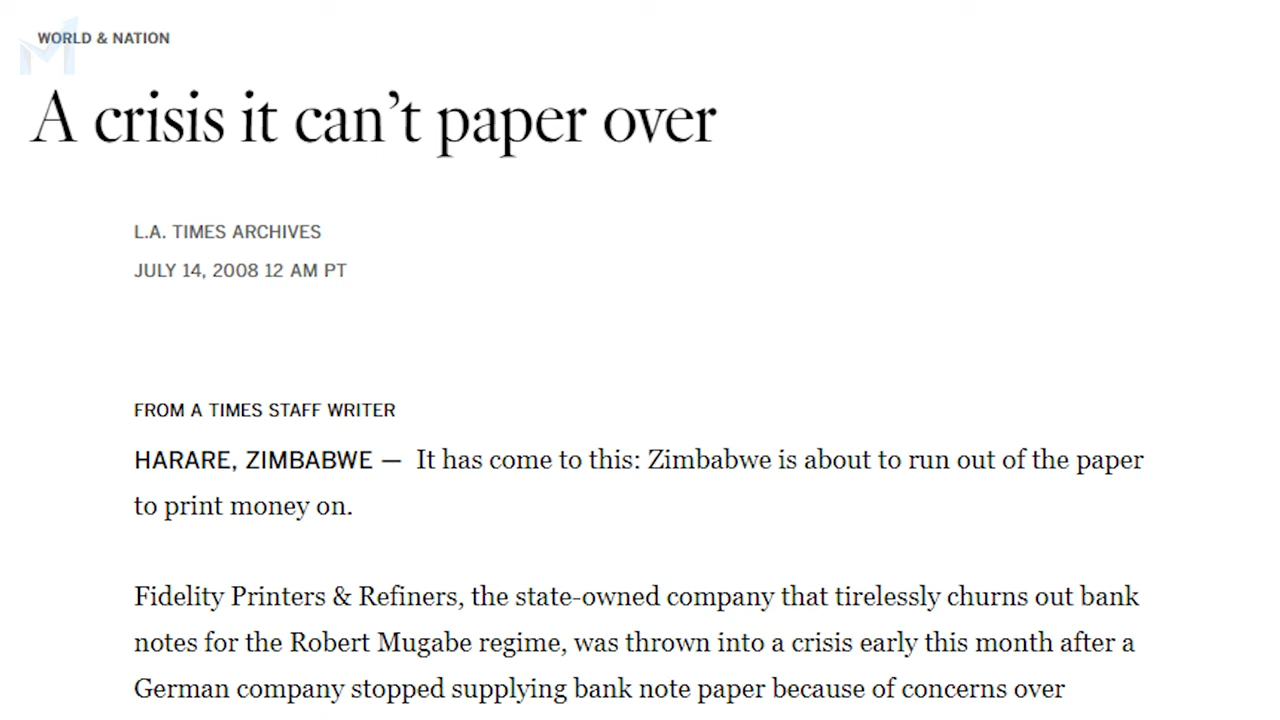 WORLD & NATION
A crisis it can’t paper over
L.A. TIMES ARCHIVES
JULY 14, 2008 12 AM PT
FROM A TIMES STAFF WRITER
HARARE, ZIMBABWE — It has come to this: Zimbabwe is about to run out of the paper
to print money on.
Fidelity Printers & Refiners, the state-owned company that tirelessly churns out bank
notes for the Robert Mugabe regime, was thrown into a crisis early this month after a
German company stopped supplying bank note paper because of concerns over